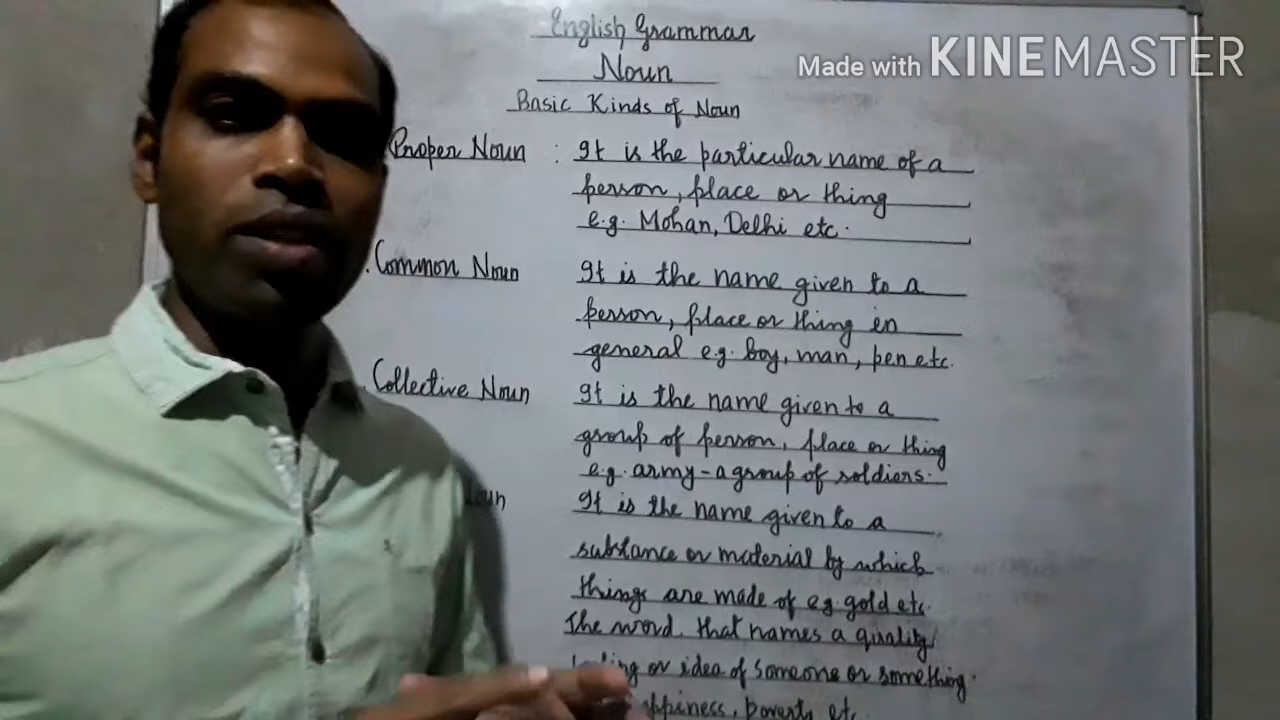 English Grammar
Made with KINEMASTER
Noun
Basic Kinds of Noun
Proper Noun : It is the particular name of a
person, place or thing
e.g. Mohan, Delhi etc.
Common Noun It is the name given to a
person, place or thing in
general e.g. boy, man, pen etc.
Collective Noun It is the name given to a
group of person, place or thing
e.g. army - a group of soldiers.
It is the name given to a
substance or material by which
things are made of eg gold etc.
The word that names a quality
or idea of someone or something.
poverty etc.